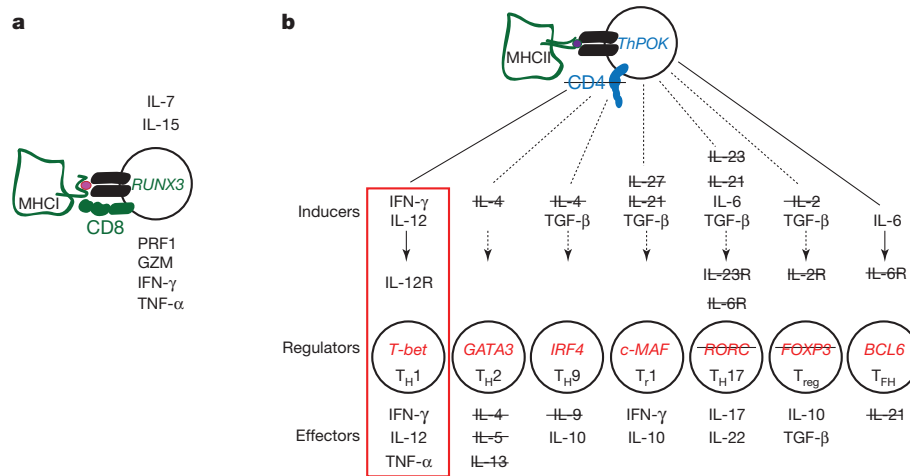 a
IL-7
IL-15
RUNX3
MHCI
CD8
PRF1
GZM
IFN-γ
TNF-α
b
MHCII
ThPOK
CD4
Inducers
IFN-γ
IL-12
IL-12R
IL-4
IL-4
TGF-β
IL-27
IL-21
TGF-β
IL-23
IL-21
IL-6
TGF-β
IL-23R
IL-6R
IL-2
TGF-β
IL-2R
IL-6
IL-6R
Regulators
T-bet
TH1
GATA3
TH2
IRF4
TH9
c-MAF
Tr1
RORC
TH17
FOXP3
Treg
BCL6
TFH
Effectors
IFN-γ
IL-12
TNF-α
IL-4
IL-5
IL-13
IL-9
IL-10
IFN-γ
IL-10
IL-17
IL-22
IL-10
TGF-β
IL-21